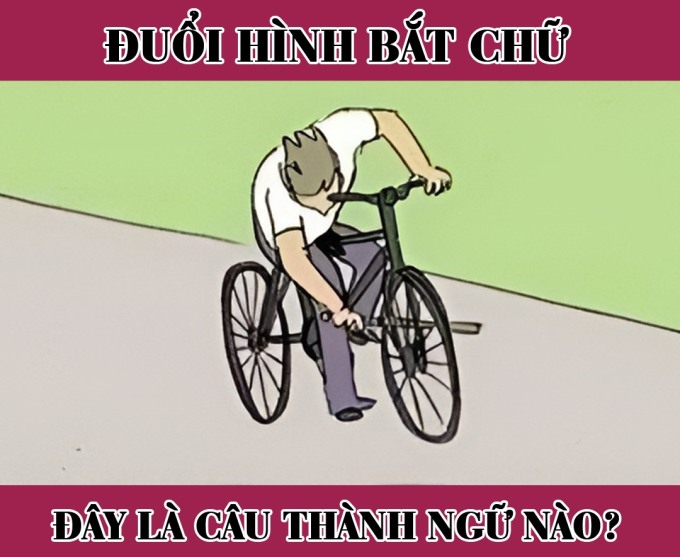 ĐUỔI HÌNH BẮT CHỮ
ĐÂY LÀ CÂU THÀNH NGỮ NÀO?